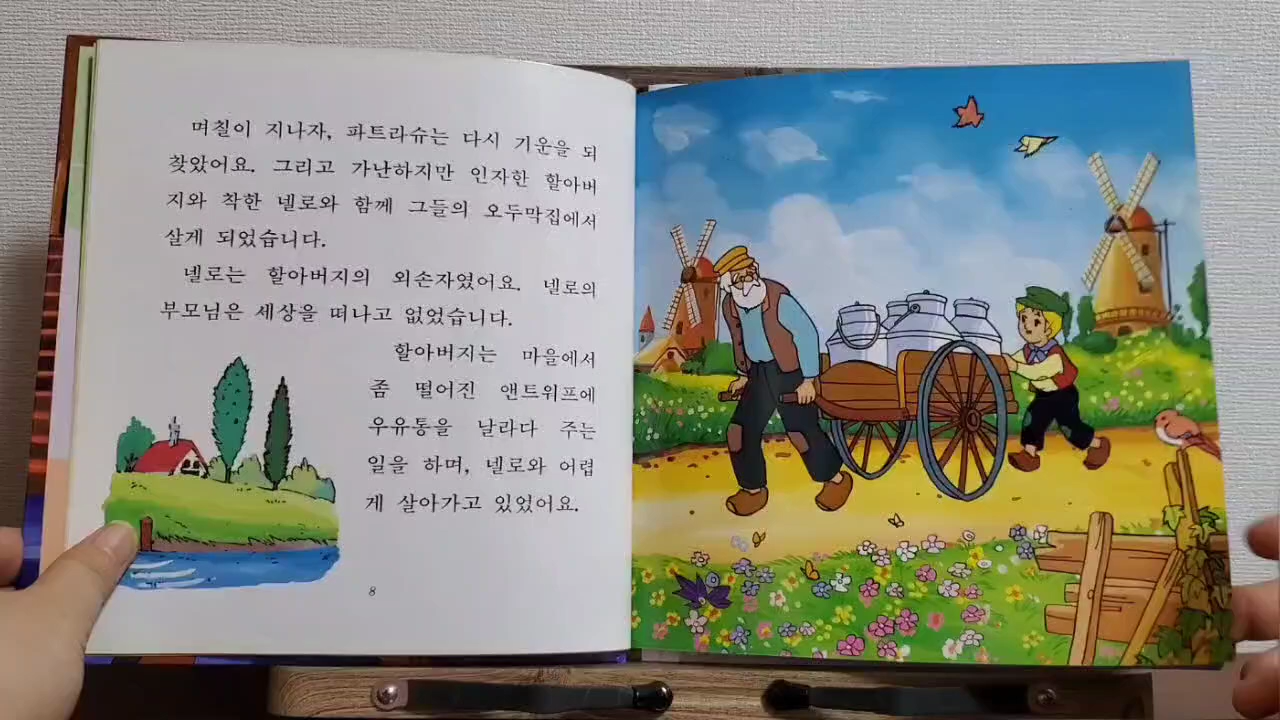 며칠이 지나자, 파트라슈는 다시 기운을 되
찾았어요. 그리고 가난하지만 인자한 할아버
지와 착한 넬로와 함께 그들의 오두막집에서
살게 되었습니다.
넬로는 할아버지의 외손자였어요. 넬로의
부모님은 세상을 떠나고 없었습니다.
할아버지는 마을에서
좀 떨어진 앤트워프에
우유통을 날라다 주는
일을 하며, 넬로와 어렵
게 살아가고 있었어요.
8